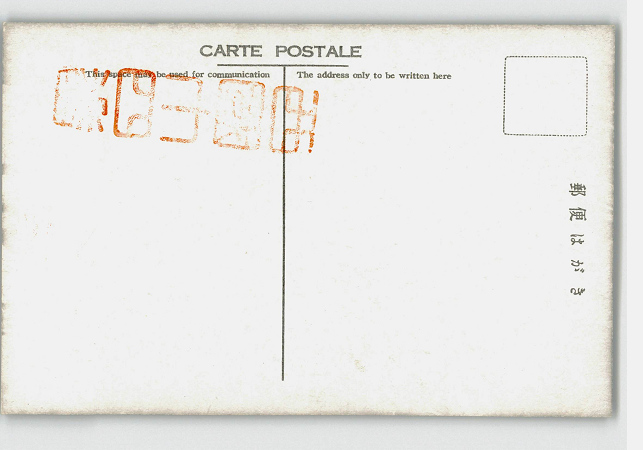 CARTE POSTALE
This space may be used for communication
The address only to be written here
郵便はがき